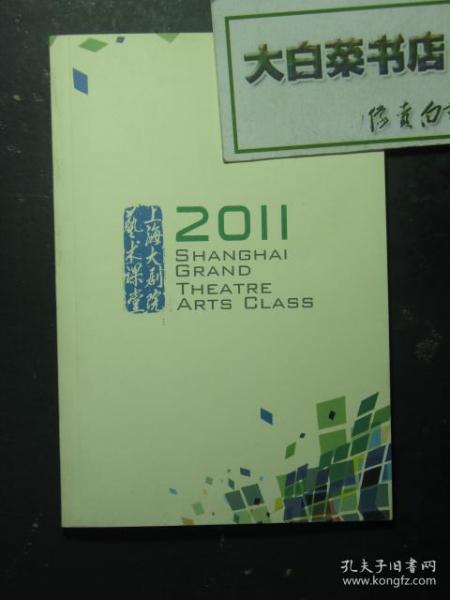 大白菜书店
2011
SHANGHAI
GRAND
THEATRE
ARTS CLASS
上海大剧院
艺术课堂
孔夫子旧书网
www.kongfz.com